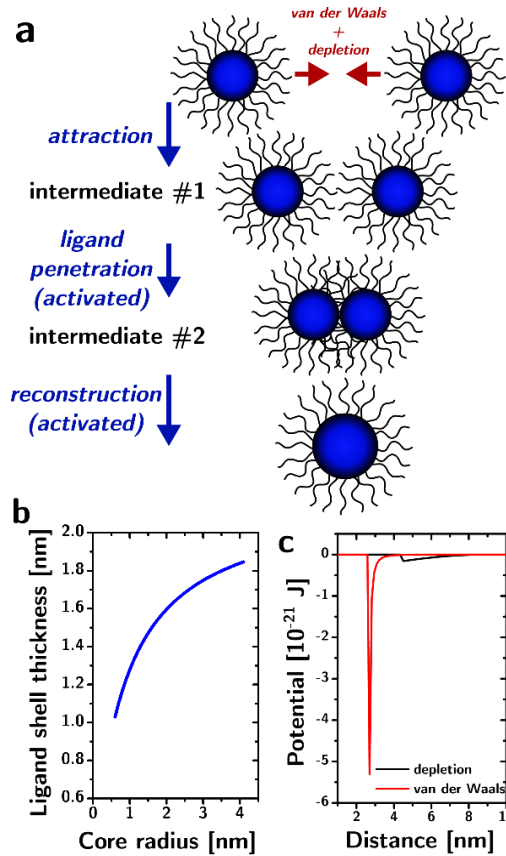 a
van der Waals
+
depletion
attraction
intermediate #1
ligand
penetration
(activated)
intermediate #2
reconstruction
(activated)
b
Ligand shell thickness [nm]
2.0
1.8
1.6
1.4
1.2
1.0
0.8
0.6
0 1 2 3 4
Core radius [nm]
c
Potential [10⁻²¹ J]
0
-1
-2
-3
-4
-5
-6
depletion
van der Waals
2 4 6 8 1
Distance [nm]